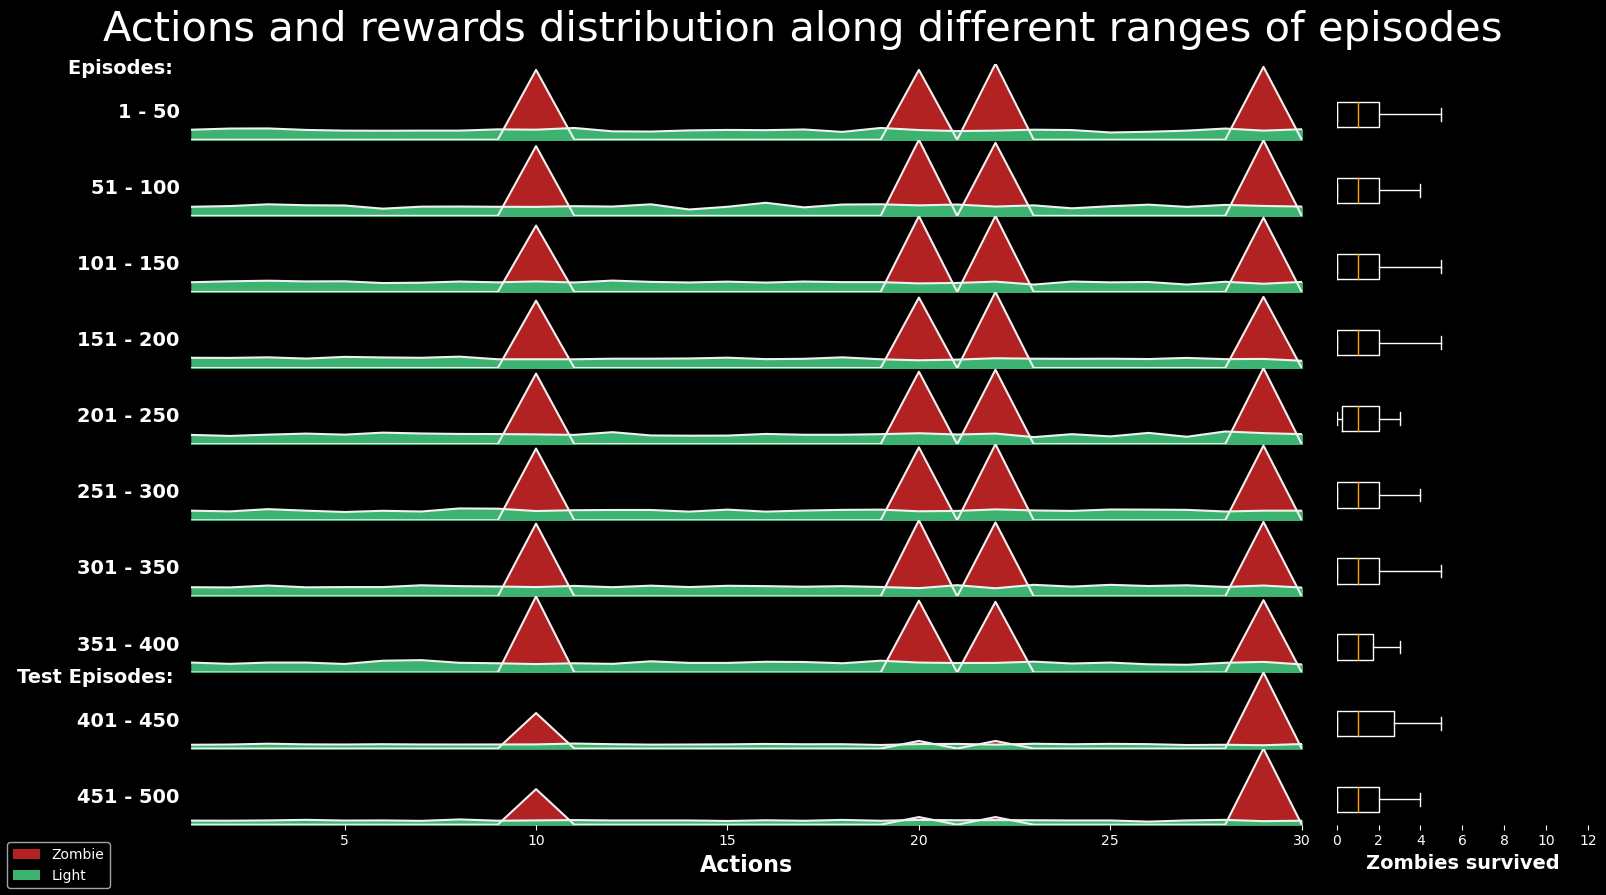 Actions and rewards distribution along different ranges of episodes
Episodes:
1 - 50
51 - 100
101 - 150
151 - 200
201 - 250
251 - 300
301 - 350
351 - 400
Test Episodes:
401 - 450
451 - 500
5 10 15 20 25 30
0 2 4 6 8 10 12
Actions
Zombies survived
Zombie
Light